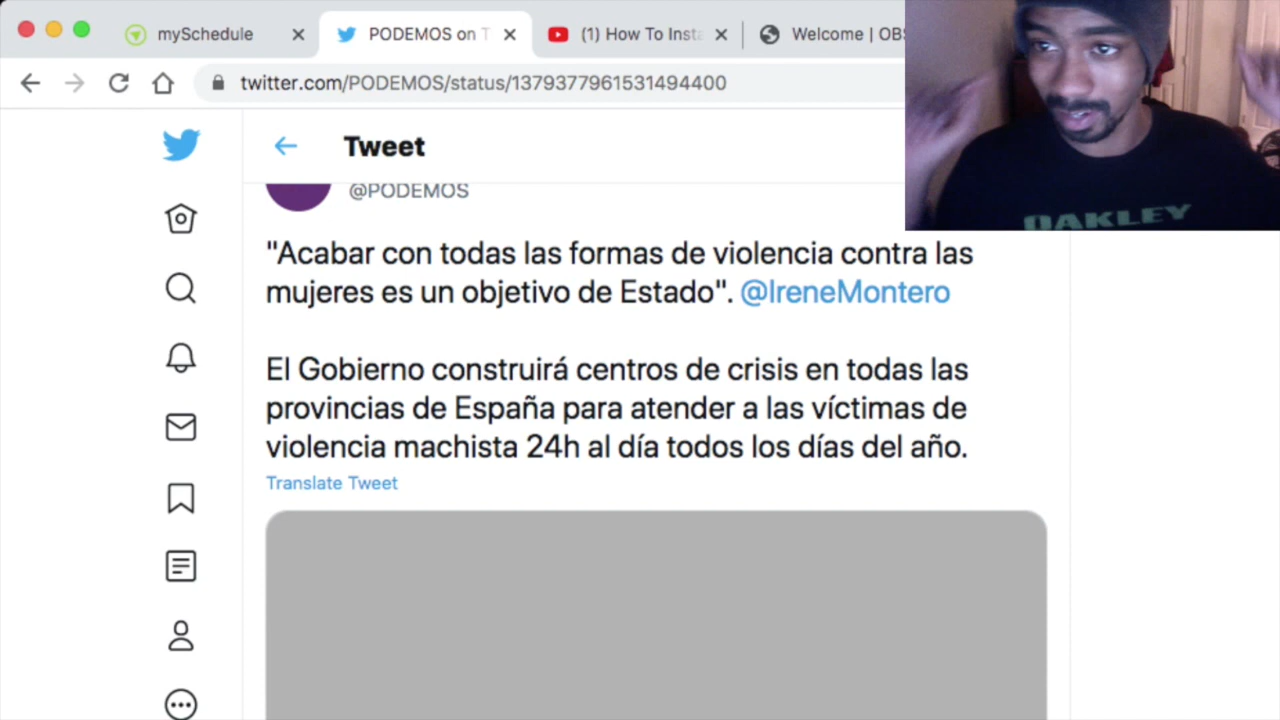 mySchedule
PODEMOS on T
(1) How To Insta
Welcome | OBS
twitter.com/PODEMOS/status/1379377961531494400
Tweet
@PODEMOS
OAKLEY
"Acabar con todas las formas de violencia contra las
mujeres es un objetivo de Estado". @IreneMontero
El Gobierno construirá centros de crisis en todas las
provincias de España para atender a las víctimas de
violencia machista 24h al día todos los días del año.
Translate Tweet